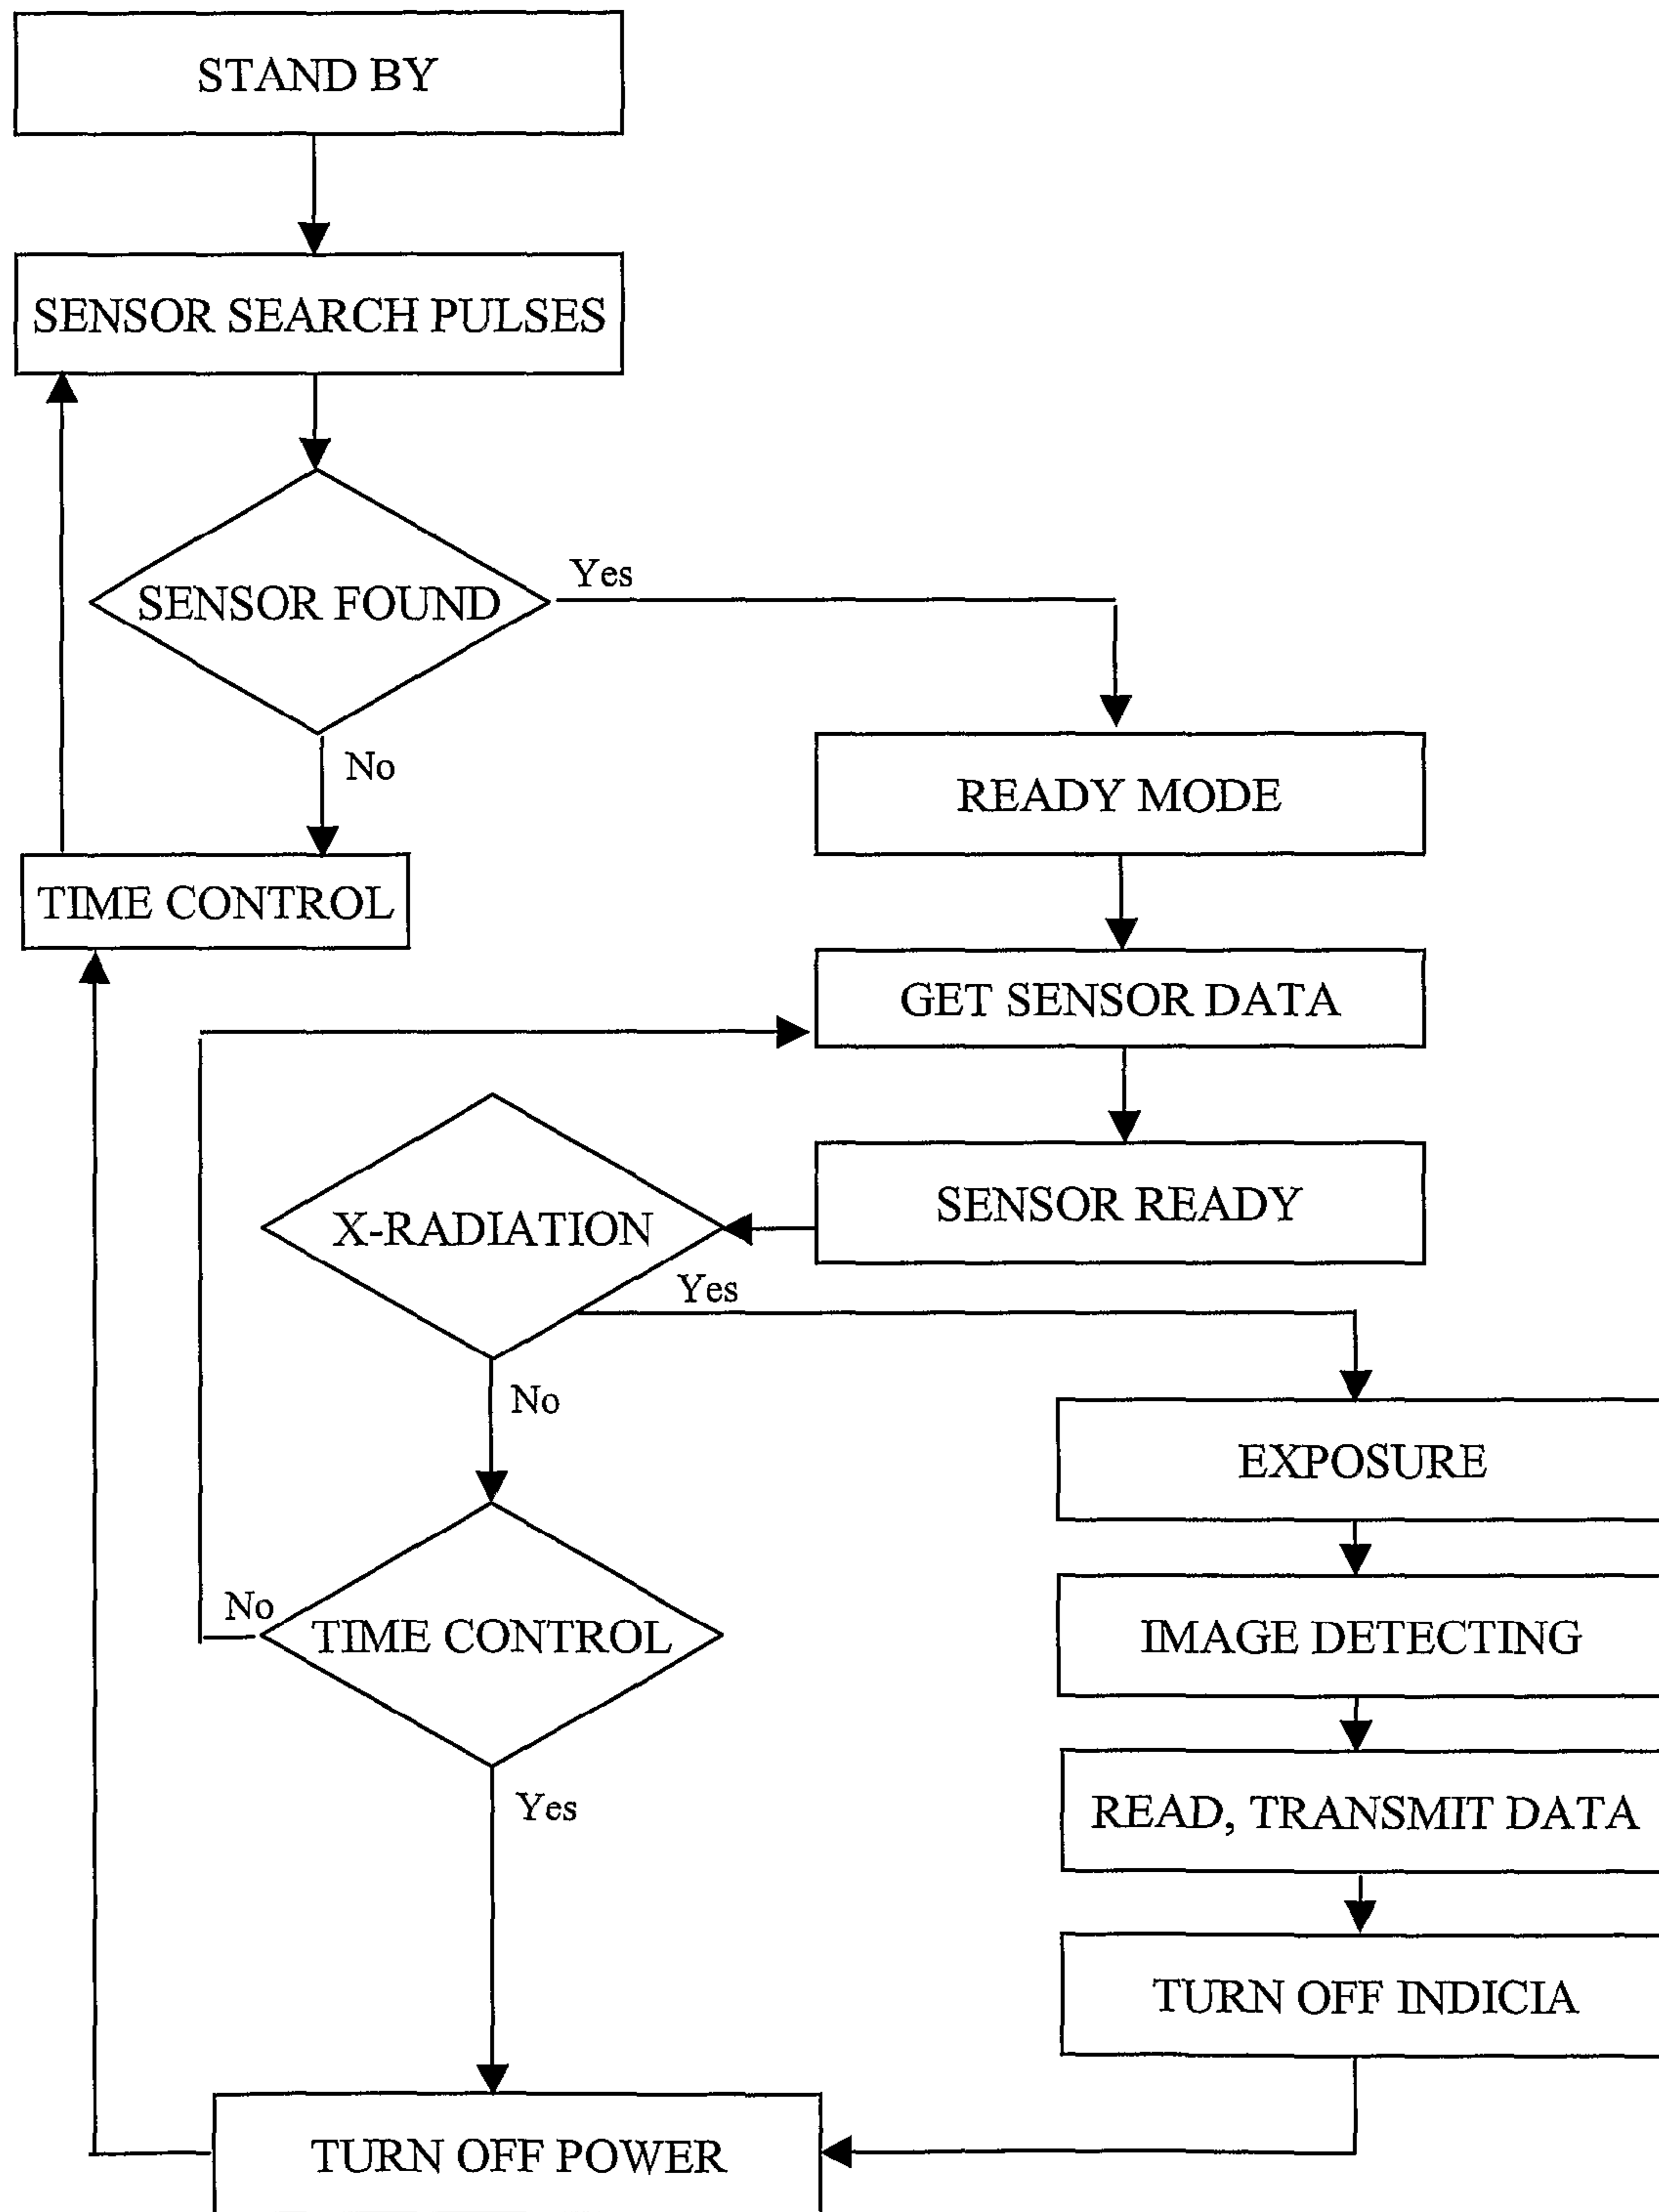 STAND BY
SENSOR SEARCH PULSES
SENSOR FOUND
Yes
No
READY MODE
TIME CONTROL
GET SENSOR DATA
SENSOR READY
X-RADIATION
Yes
No
EXPOSURE
No
TIME CONTROL
IMAGE DETECTING
Yes
READ, TRANSMIT DATA
TURN OFF INDICIA
TURN OFF POWER